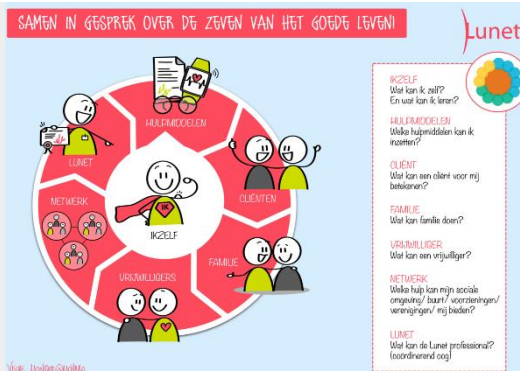 SAMEN IN GESPREK OVER DE ZEVEN VAN HET GOEDE LEVEN!
Lunet
HULPMIDDELEN
LUNET
CLIËNTEN
NETWERK
IK
IKZELF
FAMILIE
VRIJWILLIGERS
IKZELF
Wat kan ik zelf?
En wat kan ik leren?
HULPMIDDELEN
Welke hulpmiddelen kan ik
inzetten?
CLIËNT
Wat kan een cliënt voor mij
betekenen?
FAMILIE
Wat kan familie doen?
VRIJWILLIGER
Wat kan een vrijwilliger?
NETWERK
Welke hulp kan mijn sociale
omgeving/ buurt/ voorzieningen/
verenigingen/ mij bieden?
LUNET
Wat kan de Lunet professional?
(coördinerend oog)